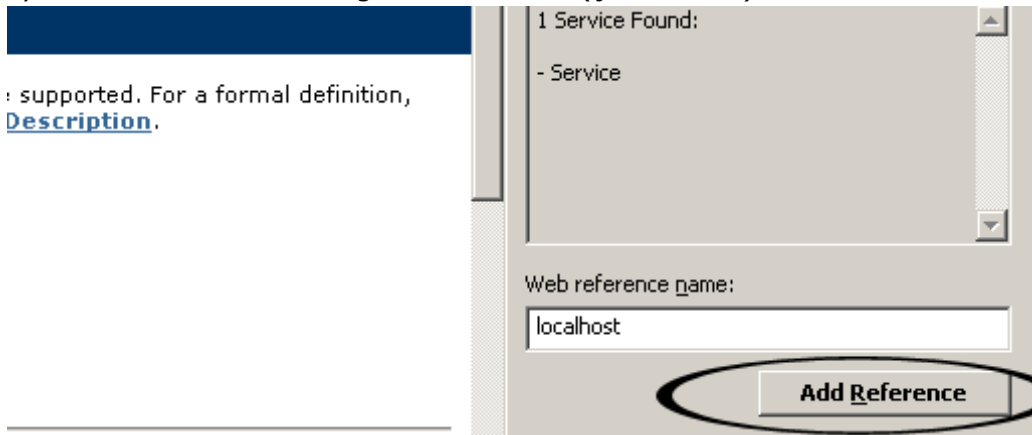 1 Service Found:
- Service
supported. For a formal definition,
Description.
Web reference name:
localhost
Add Reference